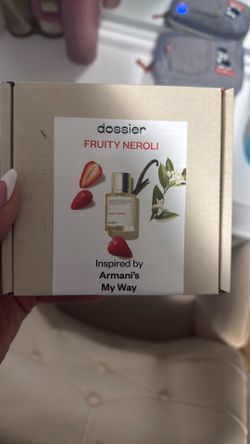 dossier
FRUITY NEROLI
Inspired by
Armani's
My Way